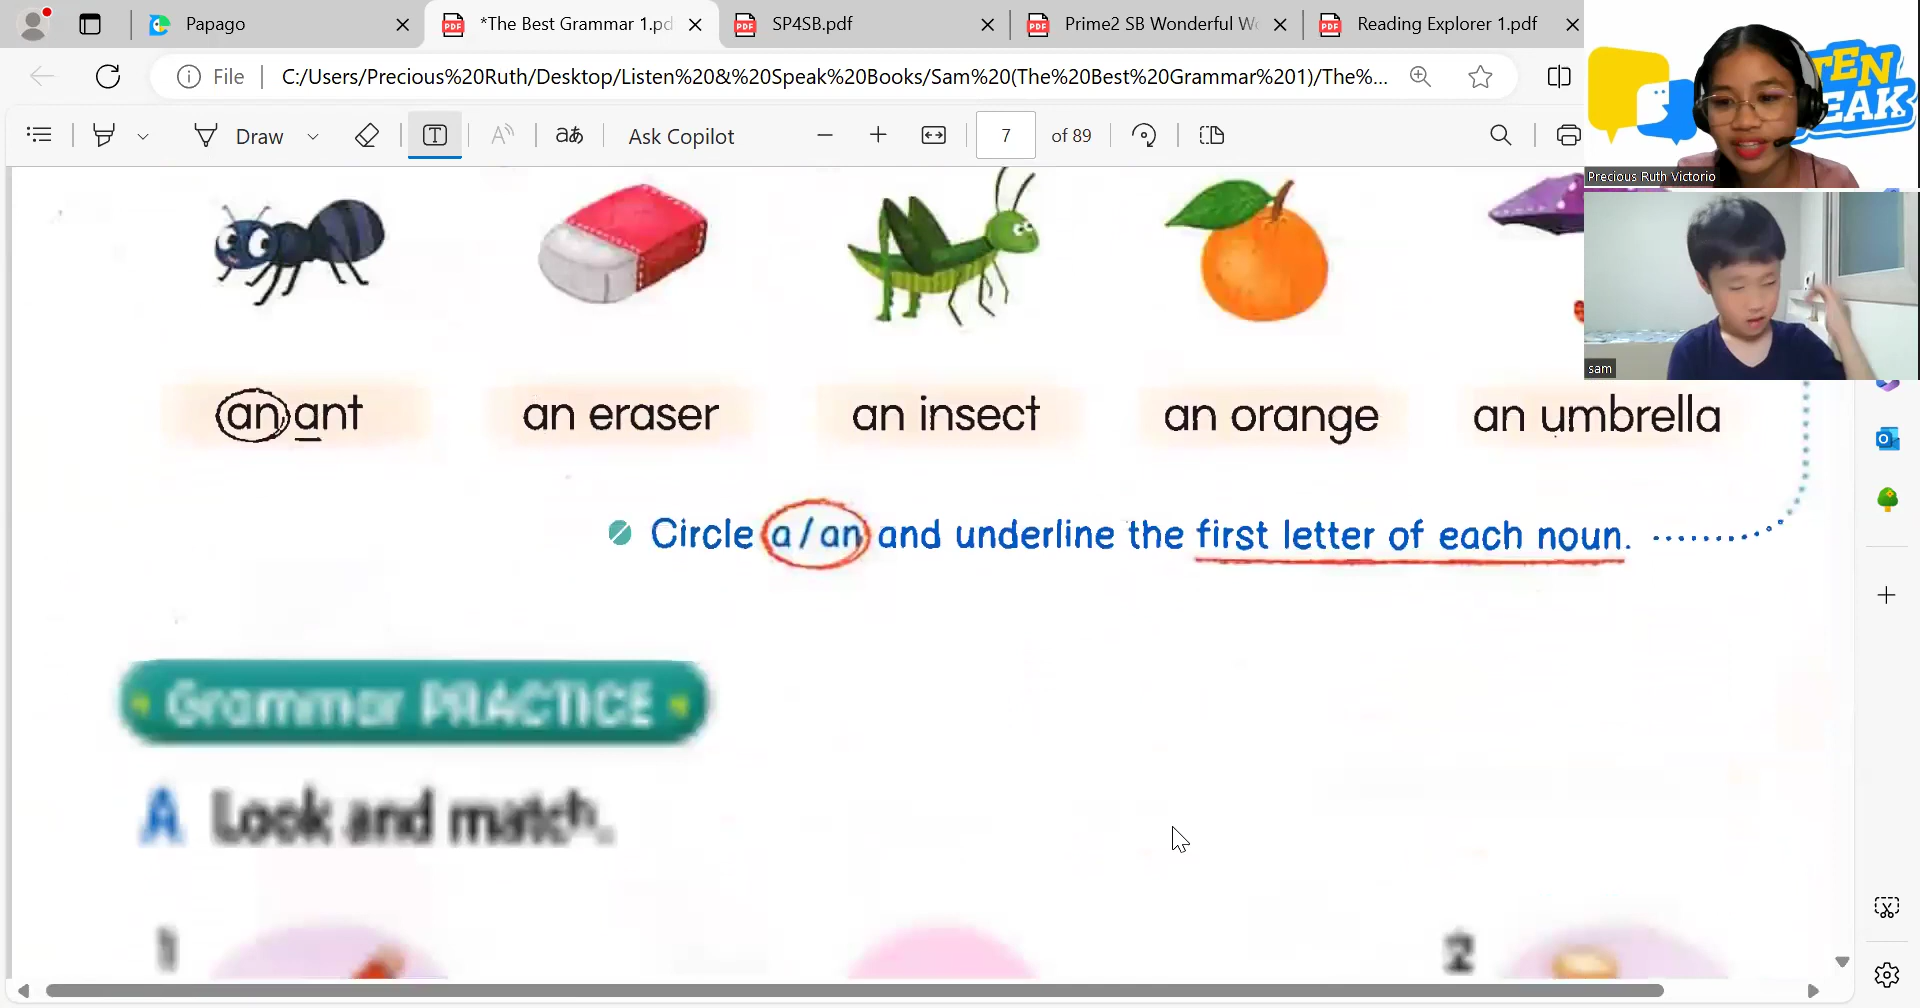 Papago
*The Best Grammar 1.pd
SP4SB.pdf
Prime2 SB Wonderful Wo
Reading Explorer 1.pdf
File
C:/Users/Precious%20Ruth/Desktop/Listen%20&%20Speak%20Books/Sam%20(The%20Best%20Grammar%201)/The%...
Draw
Ask Copilot
7
of 89
TEN
EAK
Precious Ruth Victorio
sam
an ant
an eraser
an insect
an orange
an umbrella
Circle a / an and underline the first letter of each noun.
Grammar PRACTICE
A Look and match.
1
2